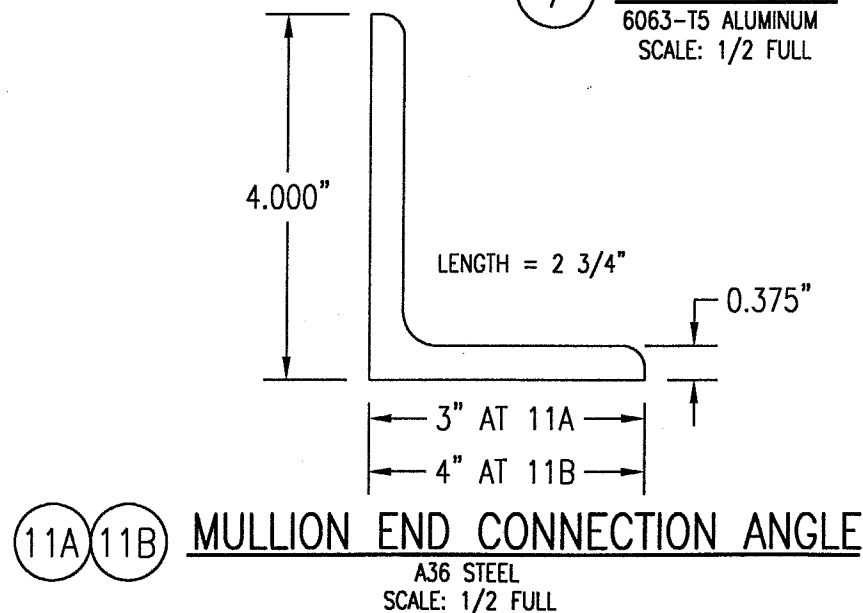 6063-T5 ALUMINUM
SCALE: 1/2 FULL
4.000"
LENGTH = 2 3/4"
0.375"
3" AT 11A
4" AT 11B
11A 11B MULLION END CONNECTION ANGLE
A36 STEEL
SCALE: 1/2 FULL